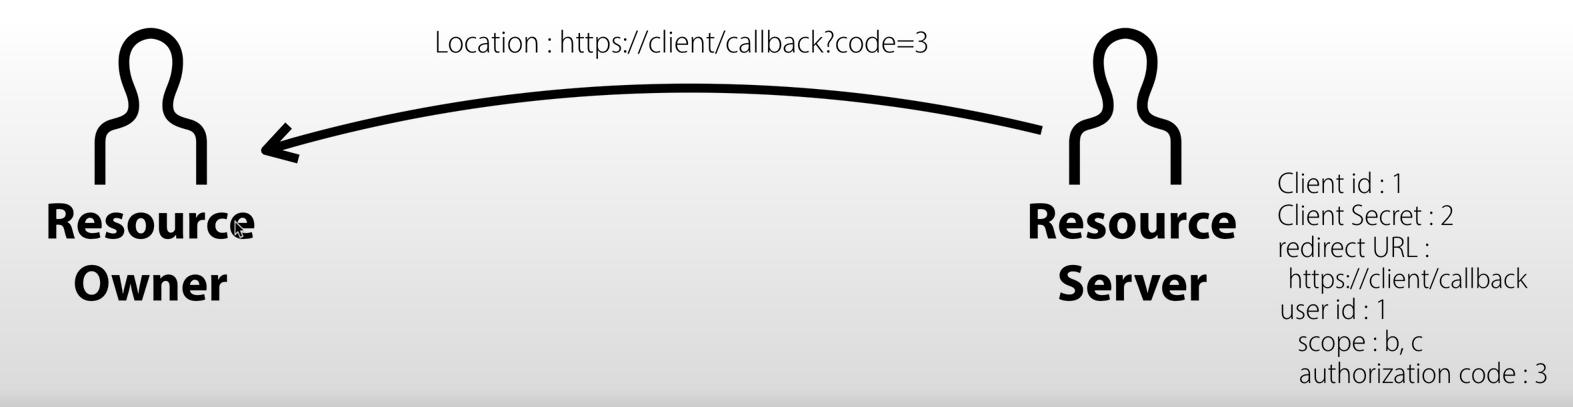 Location : https://client/callback?code=3
Resource
Owner
Resource
Server
Client id : 1
Client Secret : 2
redirect URL :
https://client/callback
user id : 1
scope : b, c
authorization code : 3